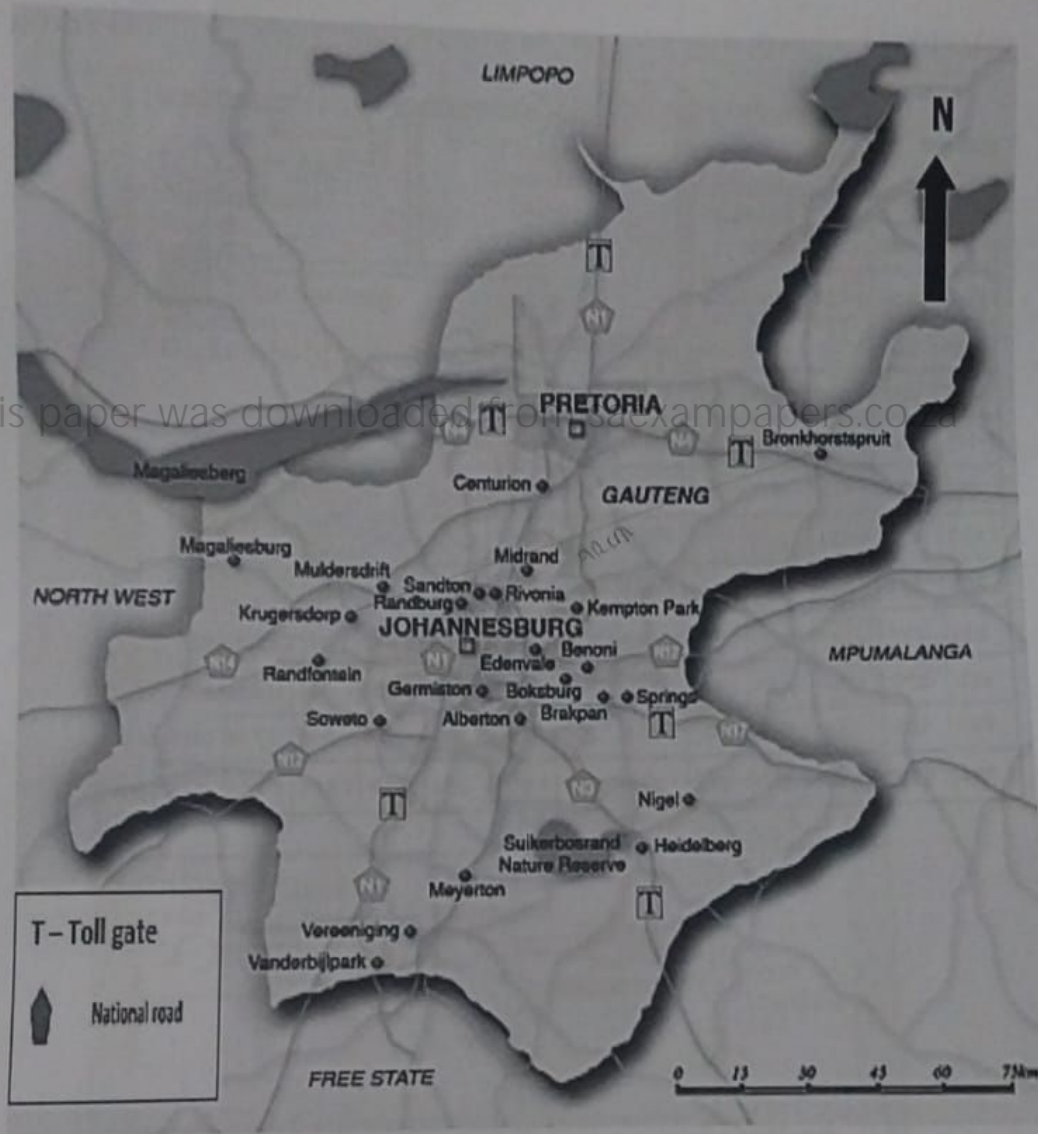 LIMPOPO
N
T
N1
is paper was downloaded from saexampapers.co.za
PRETORIA
T
N4
N4
T
Bronkhorstspruit
Magaliesberg
Centurion
GAUTENG
Magaliesburg
Midrand
Muldersdrift
Sandton
Rivonia
NORTH WEST
Randburg
Kempton Park
Krugersdorp
JOHANNESBURG
N14
N1
Edenvale
Benoni
N12
MPUMALANGA
Randfontein
Germiston
Boksburg
Springs
Soweto
Alberton
Brakpan
T
N17
N12
N3
T
Nigel
Suikerbosrand
Nature Reserve
Heidelberg
N1
Meyerton
T
T – Toll gate
Vereeniging
Vanderbijlpark
National road
FREE STATE
0 15 30 45 60 75km